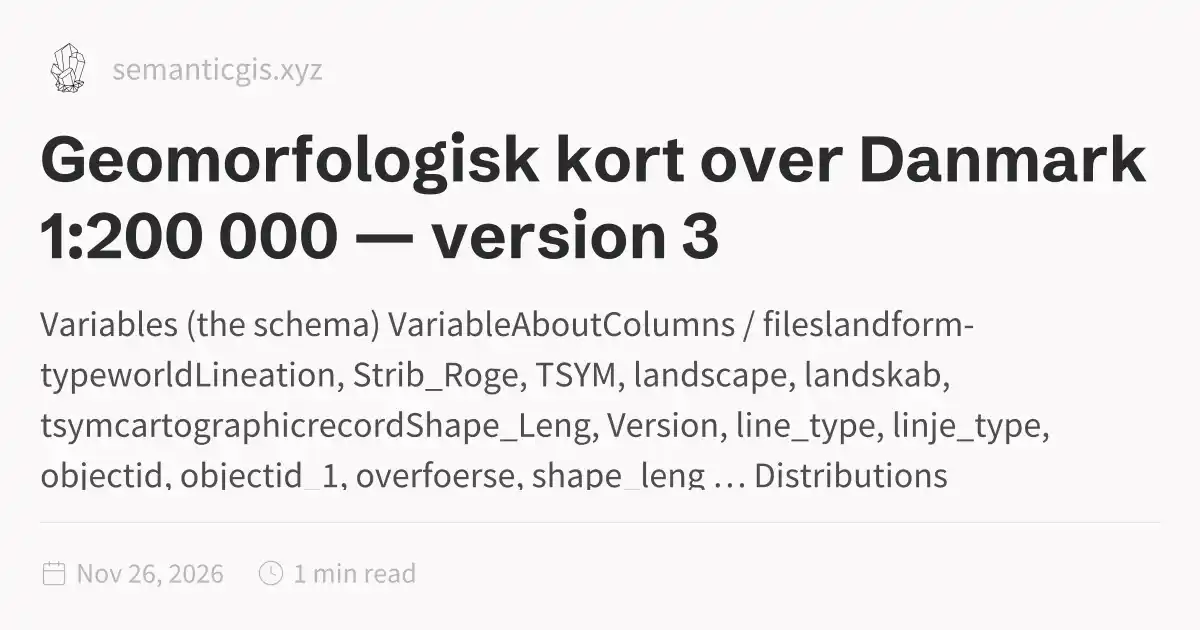 semanticgis.xyz
Geomorfologisk kort over Danmark
1:200 000 — version 3
Variables (the schema) VariableAboutColumns / fileslandform-
typeworldLineation, Strib_Roge, TSYM, landscape, landskab,
tsymcartographicrecordShape_Leng, Version, line_type, linje_type,
objectid, objectid_1, overfoerse, shape_leng … Distributions
Nov 26, 2026
1 min read